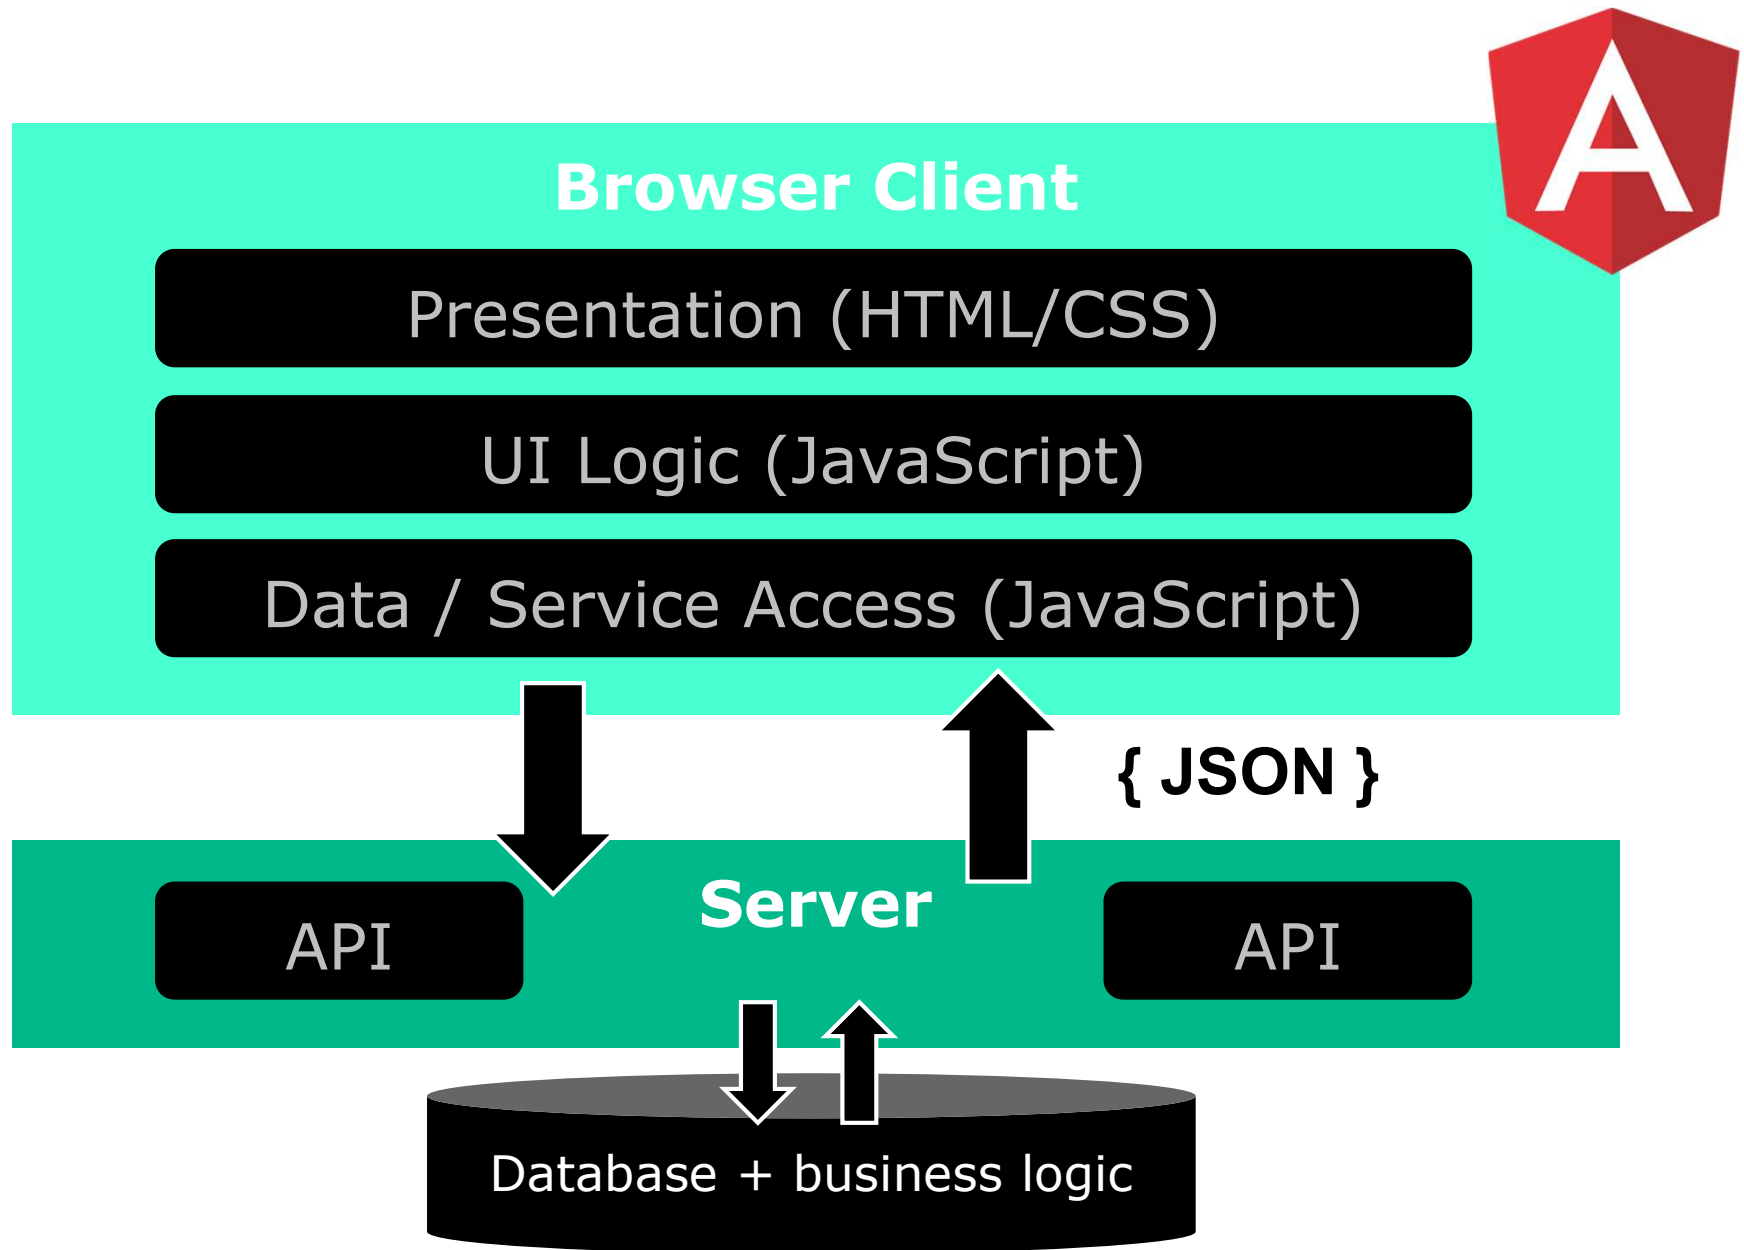 Browser Client
Presentation (HTML/CSS)
UI Logic (JavaScript)
Data / Service Access (JavaScript)
{ JSON }
Server
API
API
Database + business logic